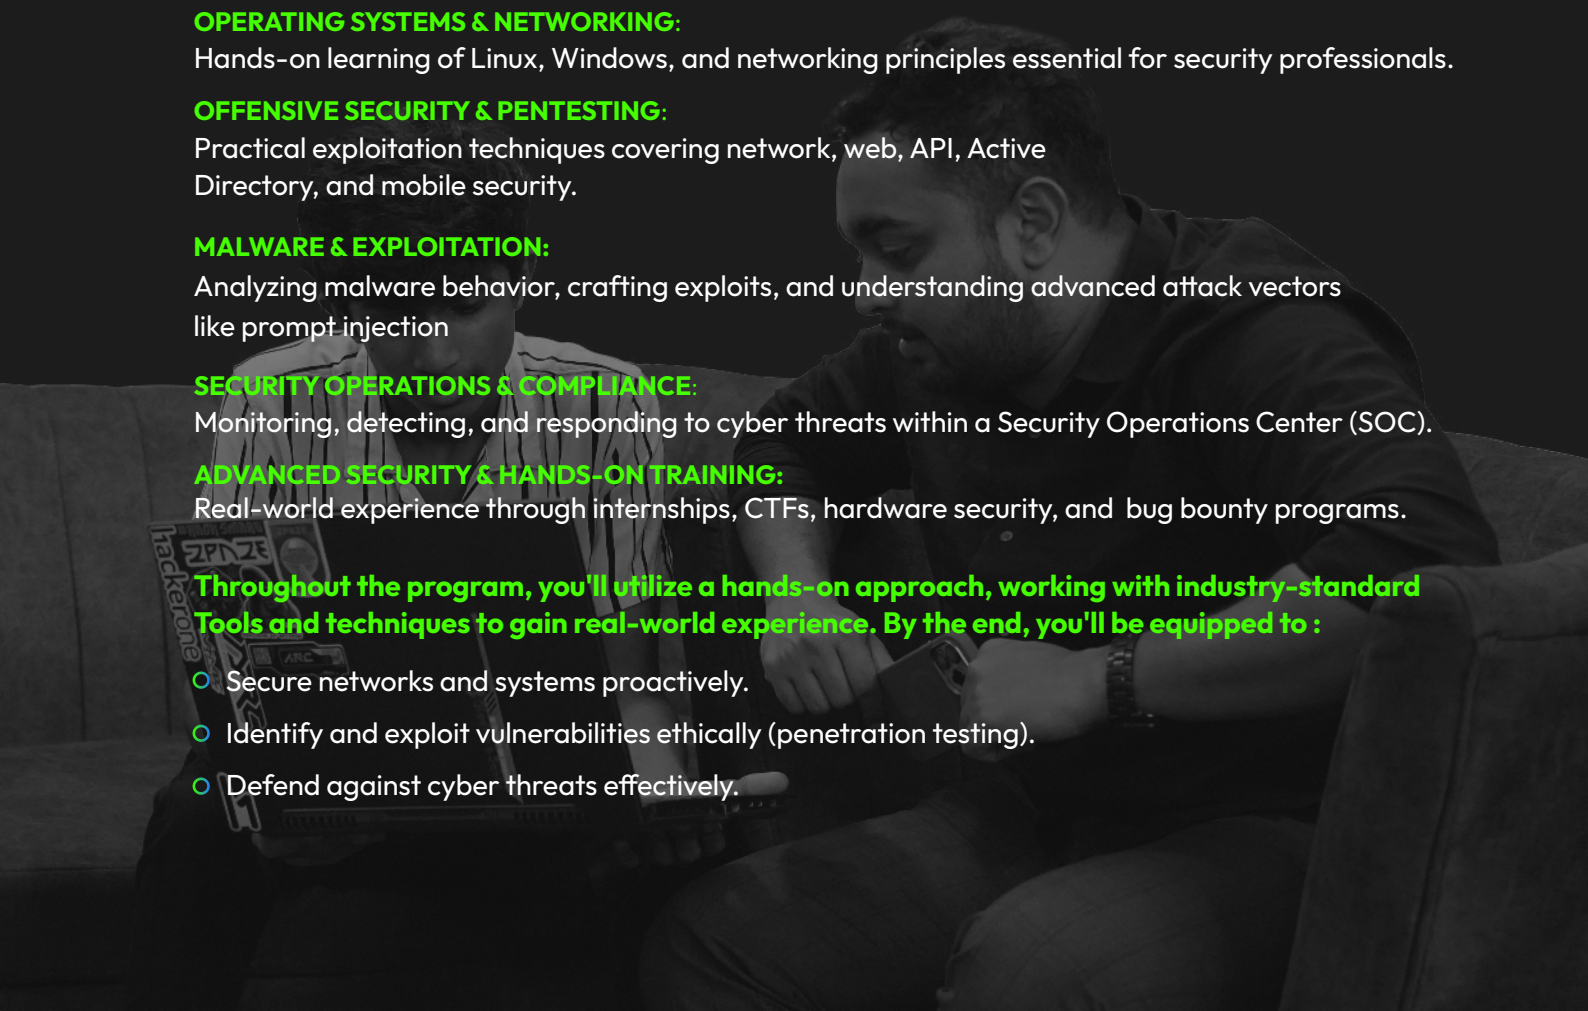 OPERATING SYSTEMS & NETWORKING:
Hands-on learning of Linux, Windows, and networking principles essential for security professionals.
OFFENSIVE SECURITY & PENTESTING:
Practical exploitation techniques covering network, web, API, Active
Directory, and mobile security.
MALWARE & EXPLOITATION:
Analyzing malware behavior, crafting exploits, and understanding advanced attack vectors
like prompt injection
SECURITY OPERATIONS & COMPLIANCE:
Monitoring, detecting, and responding to cyber threats within a Security Operations Center (SOC).
ADVANCED SECURITY & HANDS-ON TRAINING:
Real-world experience through internships, CTFs, hardware security, and  bug bounty programs.
hackerone
Throughout the program, you'll utilize a hands-on approach, working with industry-standard
Tools and techniques to gain real-world experience. By the end, you'll be equipped to :
ARC
Secure networks and systems proactively.
Identify and exploit vulnerabilities ethically (penetration testing).
Defend against cyber threats effectively.